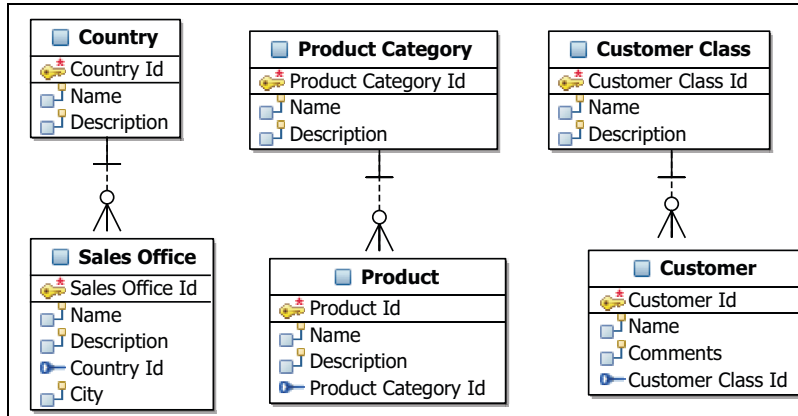 Country
Country Id
Name
Description
Sales Office
Sales Office Id
Name
Description
Country Id
City
Product Category
Product Category Id
Name
Description
Product
Product Id
Name
Description
Product Category Id
Customer Class
Customer Class Id
Name
Description
Customer
Customer Id
Name
Comments
Customer Class Id